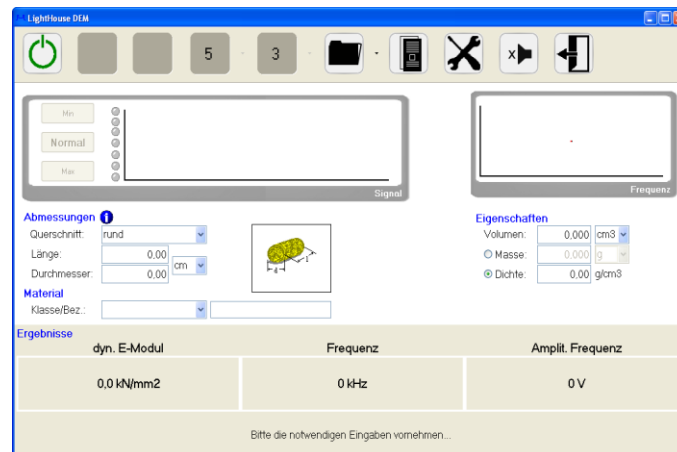 LightHouse DEM
5 3 x
Min
Normal
Max
Signal
Frequenz
Abmessungen i
Querschnitt: rund
Länge: 0.00
Durchmesser: 0.00 cm
d l
Material
Klasse/Bez.:
Eigenschaften
Volumen: 0,000 cm3
Masse: 0,000 g
Dichte: 0,00 g/cm3
Ergebnisse
dyn. E-Modul Frequenz Amplit. Frequenz
0,0 kN/mm2 0 kHz 0 V
Bitte die notwendigen Eingaben vornehmen...